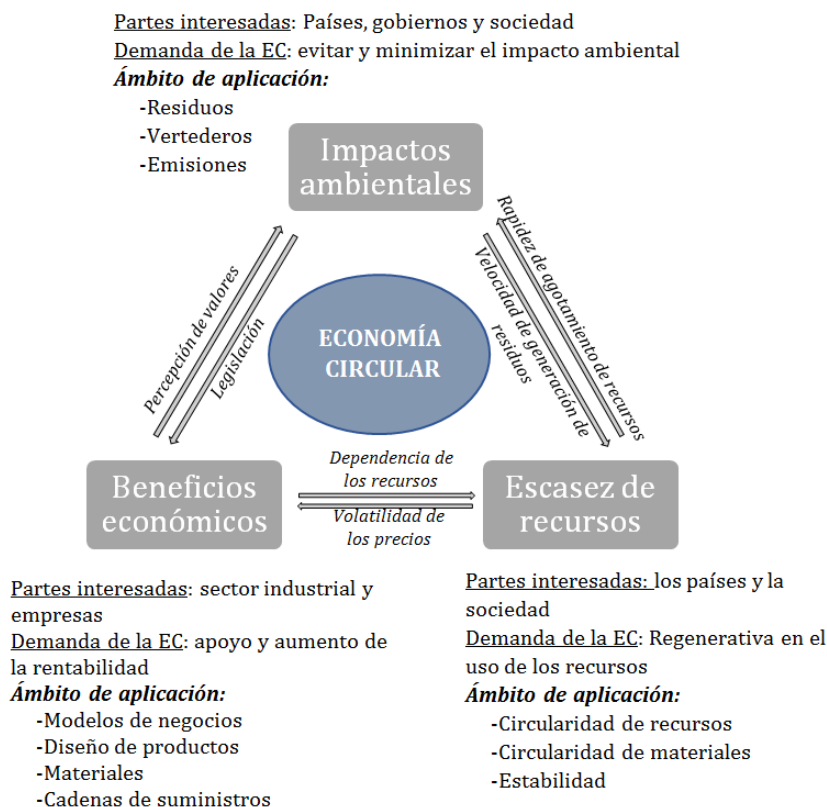 Partes interesadas: Países, gobiernos y sociedad
Demanda de la EC: evitar y minimizar el impacto ambiental
Ámbito de aplicación:
-Residuos
-Vertederos
-Emisiones
Impactos
ambientales
Percepción de valores
Legislación
ECONOMÍA
CIRCULAR
Rapidez de agotamiento de recursos
Velocidad de generación de
residuos
Beneficios
económicos
Dependencia de
los recursos
Volatilidad de
los precios
Escasez de
recursos
Partes interesadas: sector industrial y
empresas
Demanda de la EC: apoyo y aumento de
la rentabilidad
Ámbito de aplicación:
-Modelos de negocios
-Diseño de productos
-Materiales
-Cadenas de suministros
Partes interesadas: los países y la
sociedad
Demanda de la EC: Regenerativa en el
uso de los recursos
Ámbito de aplicación:
-Circularidad de recursos
-Circularidad de materiales
-Estabilidad